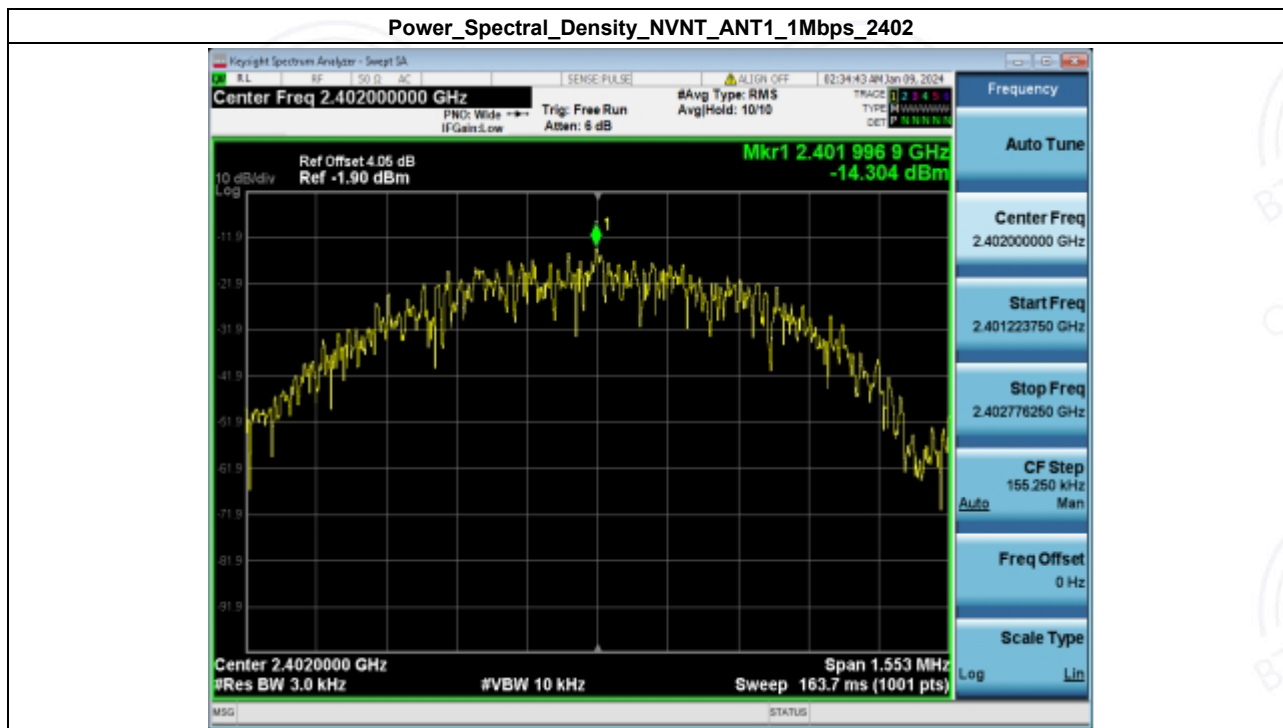 Power_Spectral_Density_NVNT_ANT1_1Mbps_2402
Keysight Spectrum Analyzer - Swept SA
RL RF 50 Ω AC SENSE:PULSE ALIGN OFF 02:34:43 AM Jan 09, 2024
Center Freq 2.402000000 GHz
PNO: Wide
IFGain:Low
Trig: Free Run
Atten: 6 dB
#Avg Type: RMS
Avg|Hold: 10/10
TRACE 1 2 3 4 5 6
TYPE M W W W W W
DET P N N N N N
Mkr1 2.401 996 9 GHz
-14.304 dBm
Ref Offset 4.05 dB
10 dB/div Ref -1.90 dBm
Log
1
-11.9
-21.9
-31.9
-41.9
-51.9
-61.9
-71.9
-81.9
-91.9
Center 2.4020000 GHz Span 1.553 MHz
#Res BW 3.0 kHz #VBW 10 kHz Sweep 163.7 ms (1001 pts)
MSG STATUS
Frequency
Auto Tune
Center Freq
2.402000000 GHz
Start Freq
2.401223750 GHz
Stop Freq
2.402776250 GHz
CF Step
155.250 kHz
Auto Man
Freq Offset
0 Hz
Scale Type
Log Lin